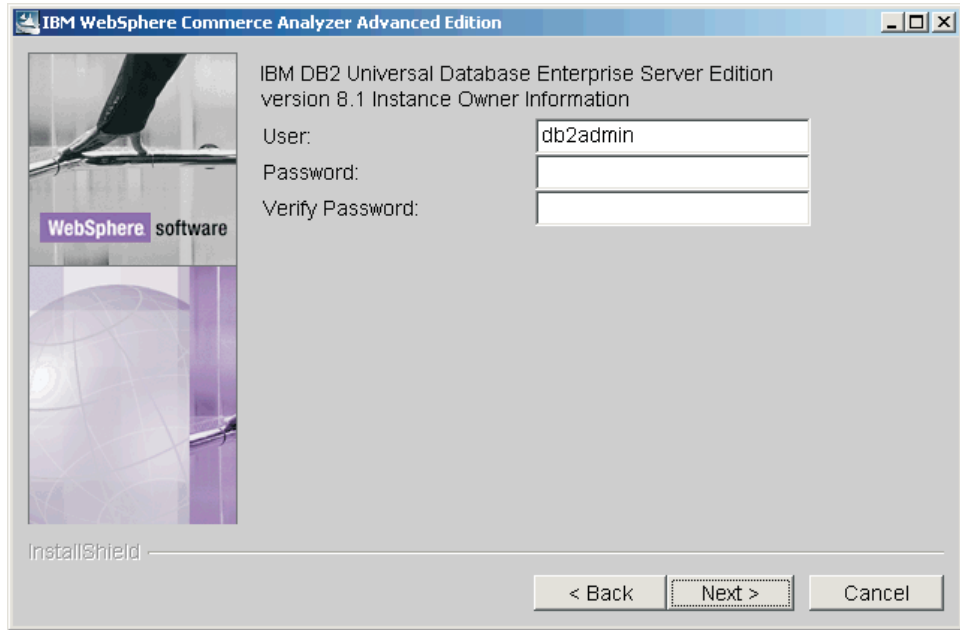 IBM WebSphere Commerce Analyzer Advanced Edition
IBM DB2 Universal Database Enterprise Server Edition
version 8.1 Instance Owner Information
User:
db2admin
Password:
Verify Password:
WebSphere software
InstallShield
< Back
Next >
Cancel